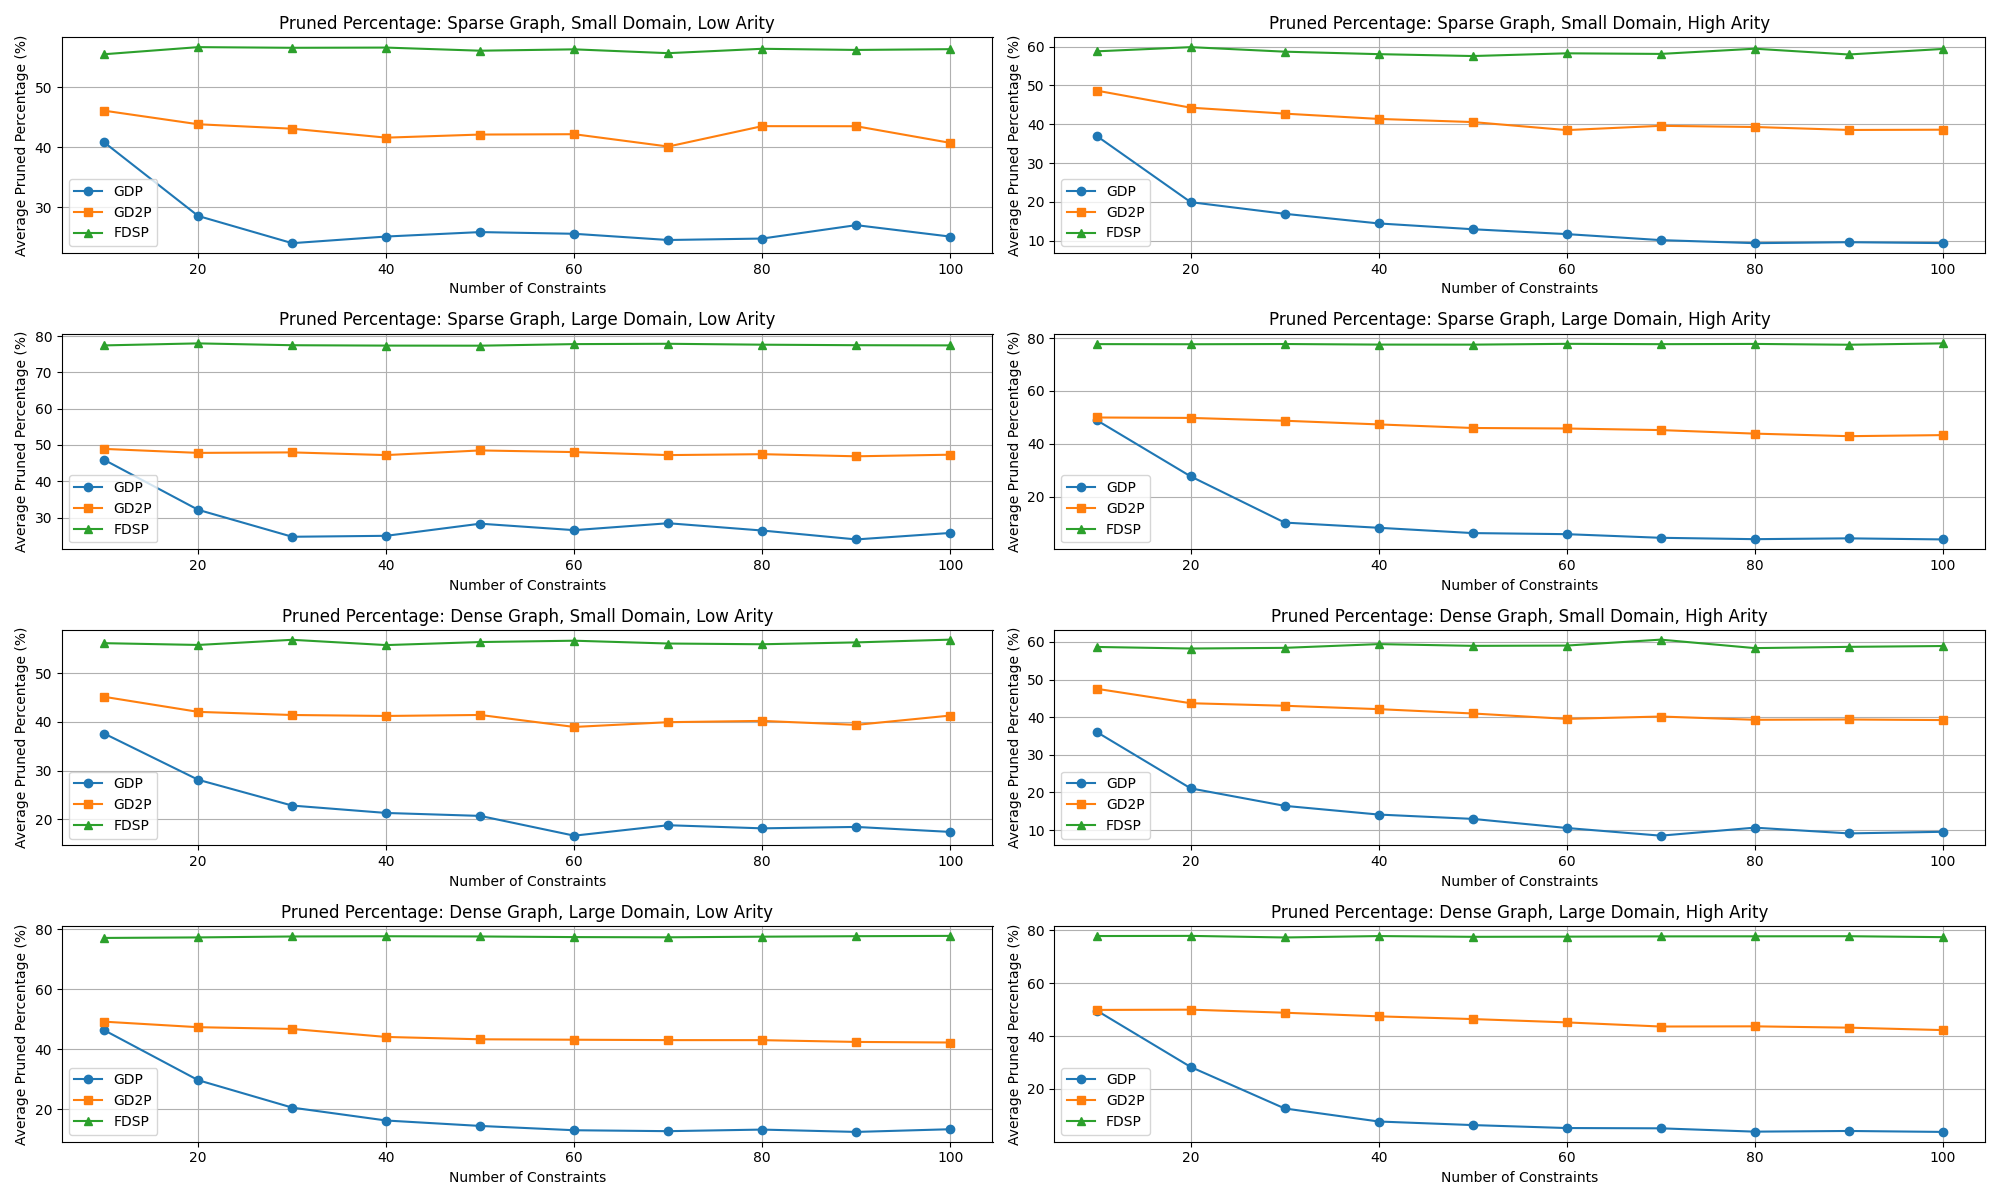 Pruned Percentage: Sparse Graph, Small Domain, Low Arity
Average Pruned Percentage (%)
50
40
30
GDP
GD2P
FDSP
20 40 60 80 100
Number of Constraints
Pruned Percentage: Sparse Graph, Small Domain, High Arity
Average Pruned Percentage (%)
60
50
40
30
20
10
GDP
GD2P
FDSP
20 40 60 80 100
Number of Constraints
Pruned Percentage: Sparse Graph, Large Domain, Low Arity
Average Pruned Percentage (%)
80
70
60
50
40
30
GDP
GD2P
FDSP
20 40 60 80 100
Number of Constraints
Pruned Percentage: Sparse Graph, Large Domain, High Arity
Average Pruned Percentage (%)
80
60
40
20
GDP
GD2P
FDSP
20 40 60 80 100
Number of Constraints
Pruned Percentage: Dense Graph, Small Domain, Low Arity
Average Pruned Percentage (%)
50
40
30
20
GDP
GD2P
FDSP
20 40 60 80 100
Number of Constraints
Pruned Percentage: Dense Graph, Small Domain, High Arity
Average Pruned Percentage (%)
60
50
40
30
20
10
GDP
GD2P
FDSP
20 40 60 80 100
Number of Constraints
Pruned Percentage: Dense Graph, Large Domain, Low Arity
Average Pruned Percentage (%)
80
60
40
20
GDP
GD2P
FDSP
20 40 60 80 100
Number of Constraints
Pruned Percentage: Dense Graph, Large Domain, High Arity
Average Pruned Percentage (%)
80
60
40
20
GDP
GD2P
FDSP
20 40 60 80 100
Number of Constraints